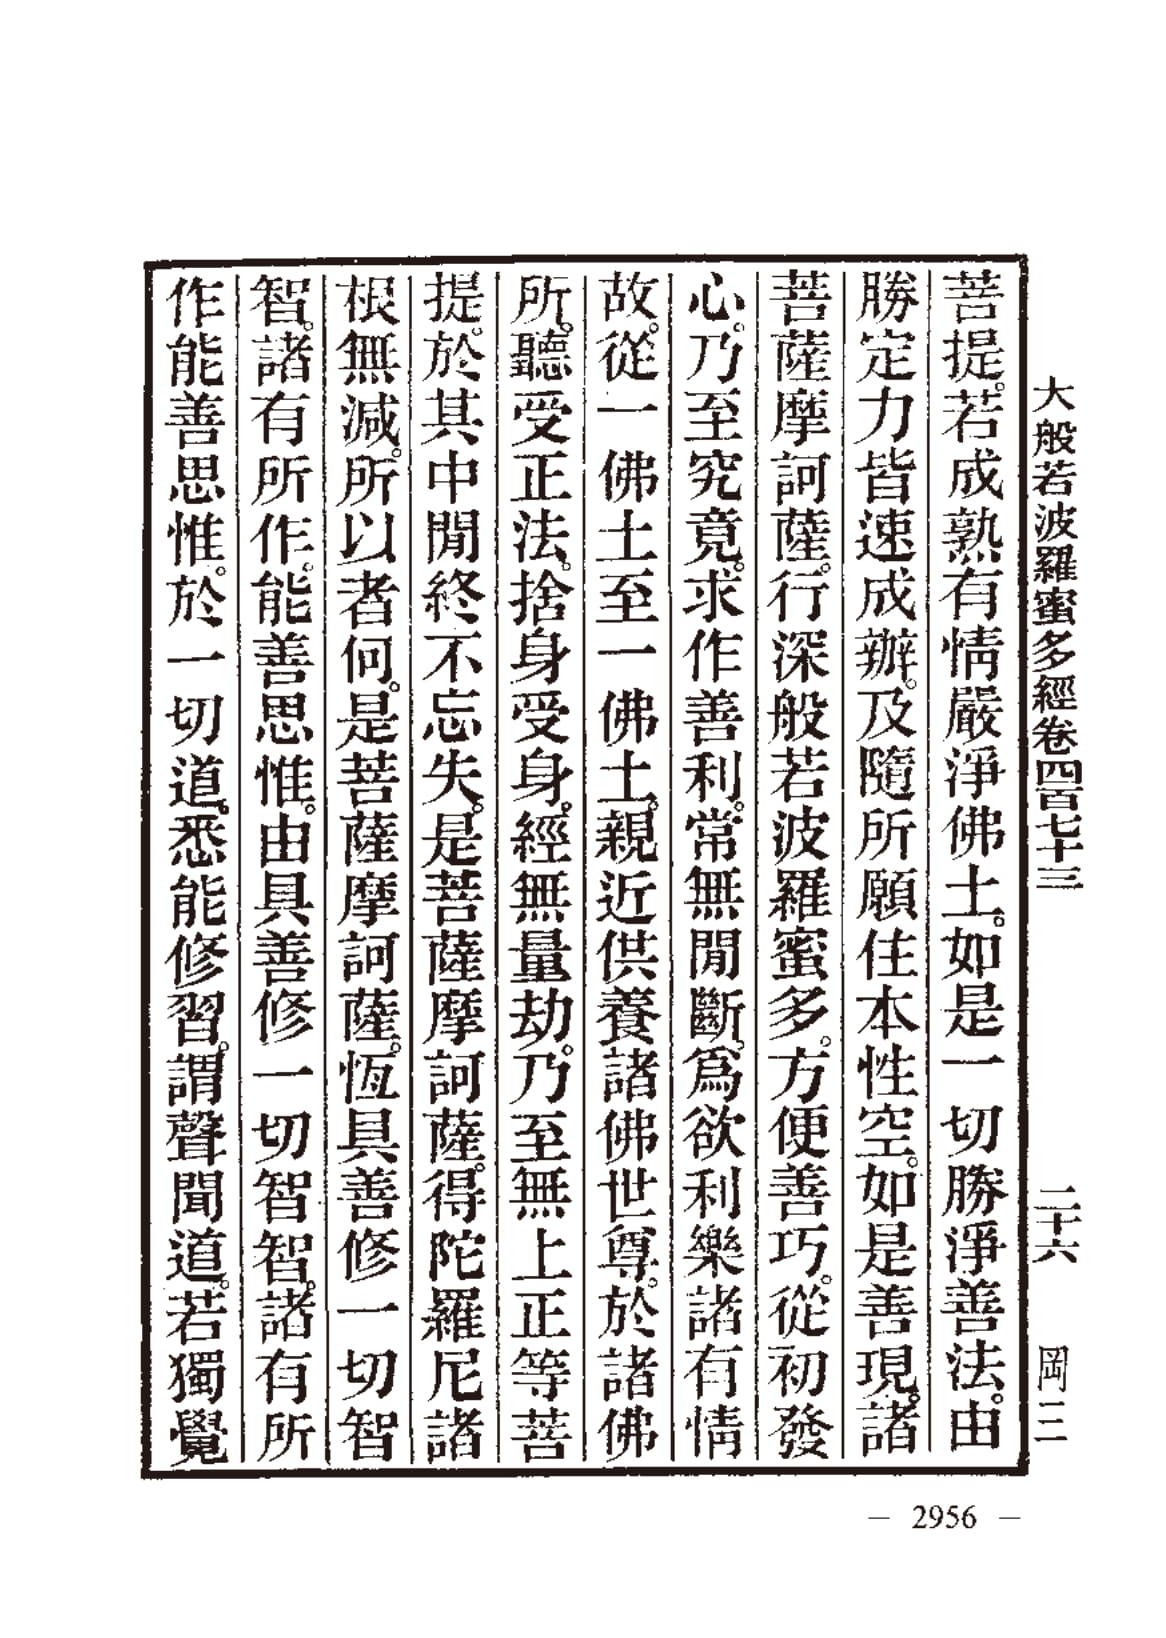 大般若波羅蜜多經卷四百七十三　二十六　岡三
菩提。若成熟有情嚴淨佛土。如是一切勝淨善法。由
勝定力皆速成辦。及隨所願住本性空。如是善現。諸
菩薩摩訶薩。行深般若波羅蜜多。方便善巧。從初發
心。乃至究竟。求作善利。常無閒斷。爲欲利樂諸有情
故。從一佛土至一佛土。親近供養諸佛世尊。於諸佛
所。聽受正法。捨身受身。經無量劫。乃至無上正等菩
提。於其中閒終不忘失。是菩薩摩訶薩。得陀羅尼諸
根無減。所以者何。是菩薩摩訶薩。恆具善修一切智
智。諸有所作。能善思惟。由具善修一切智智。諸有所
作能善思惟。於一切道。悉能修習。謂聲聞道。若獨覺
— 2956 —